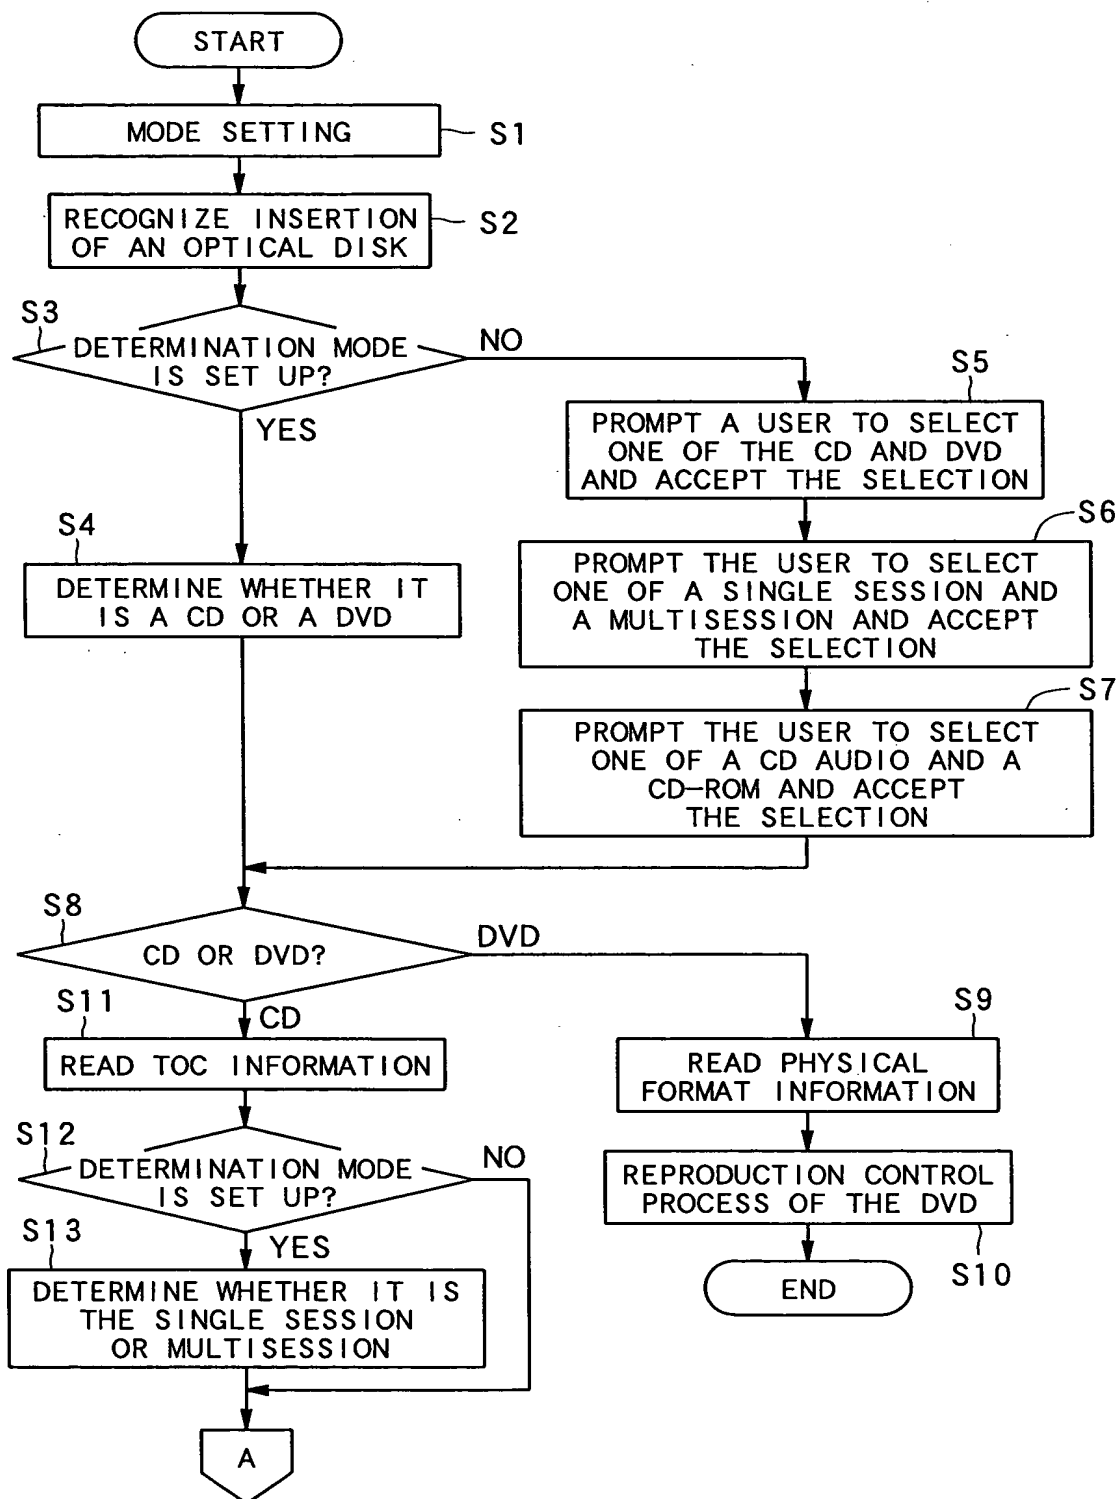 START
MODE SETTING
S1
RECOGNIZE INSERTION
OF AN OPTICAL DISK
S2
S3
DETERMINATION MODE
IS SET UP?
NO
YES
S5
PROMPT A USER TO SELECT
ONE OF THE CD AND DVD
AND ACCEPT THE SELECTION
S4
DETERMINE WHETHER IT
IS A CD OR A DVD
S6
PROMPT THE USER TO SELECT
ONE OF A SINGLE SESSION AND
A MULTISESSION AND ACCEPT
THE SELECTION
S7
PROMPT THE USER TO SELECT
ONE OF A CD AUDIO AND A
CD-ROM AND ACCEPT
THE SELECTION
S8
CD OR DVD?
DVD
CD
S11
READ TOC INFORMATION
S9
READ PHYSICAL
FORMAT INFORMATION
S12
DETERMINATION MODE
IS SET UP?
NO
YES
REPRODUCTION CONTROL
PROCESS OF THE DVD
S10
S13
DETERMINE WHETHER IT IS
THE SINGLE SESSION
OR MULTISESSION
END
A